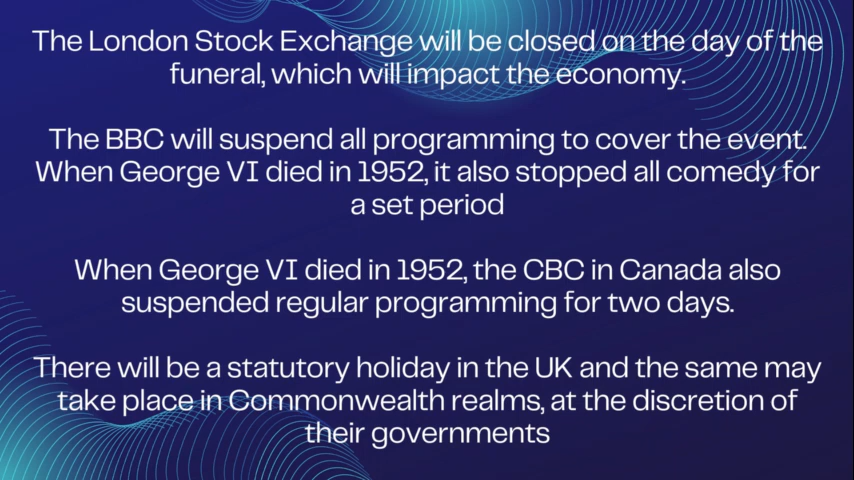 The London Stock Exchange will be closed on the day of the
funeral, which will impact the economy.
The BBC will suspend all programming to cover the event.
When George VI died in 1952, it also stopped all comedy for
a set period
When George VI died in 1952, the CBC in Canada also
suspended regular programming for two days.
There will be a statutory holiday in the UK and the same may
take place in Commonwealth realms, at the discretion of
their governments